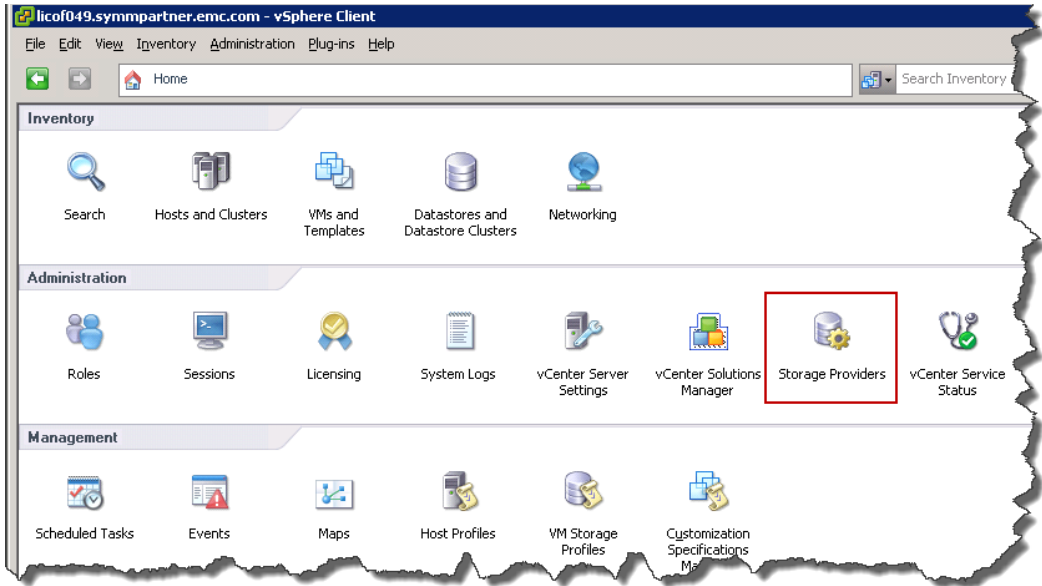 licof049.symmpartner.emc.com - vSphere Client
File Edit View Inventory Administration Plug-ins Help
Home
Search Inventory
Inventory
Search
Hosts and Clusters
VMs and
Templates
Datastores and
Datastore Clusters
Networking
Administration
Roles
Sessions
Licensing
System Logs
vCenter Server
Settings
vCenter Solutions
Manager
Storage Providers
vCenter Service
Status
Management
Scheduled Tasks
Events
Maps
Host Profiles
VM Storage
Profiles
Customization
Specifications